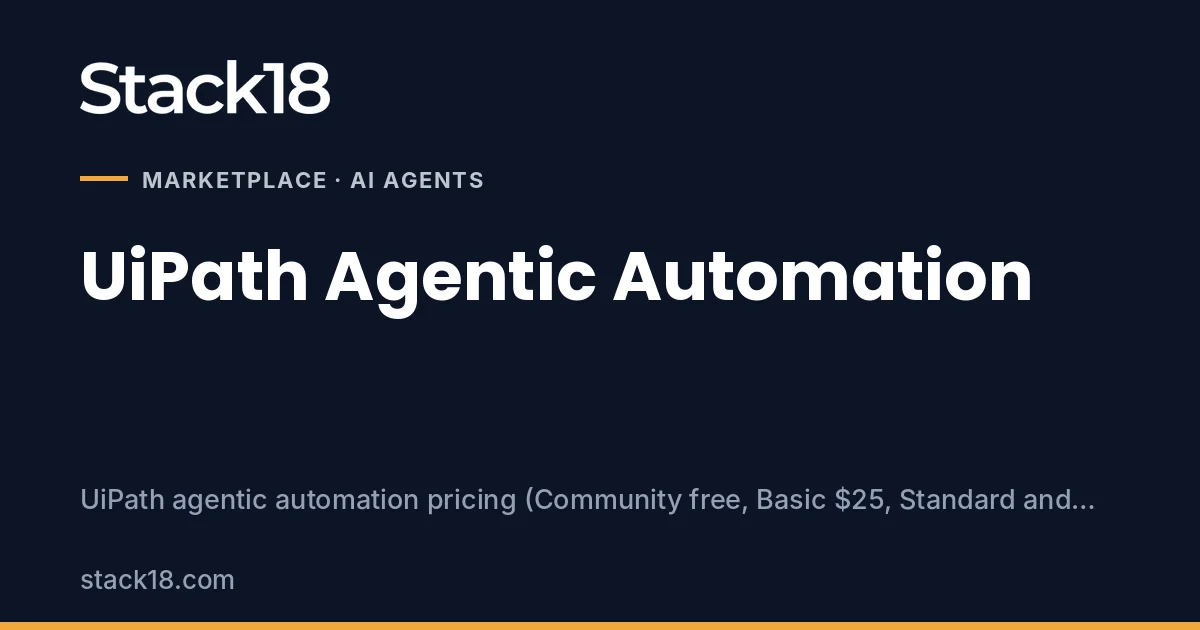 Stack18
MARKETPLACE · AI AGENTS
UiPath Agentic Automation
UiPath agentic automation pricing (Community free, Basic $25, Standard and...
stack18.com